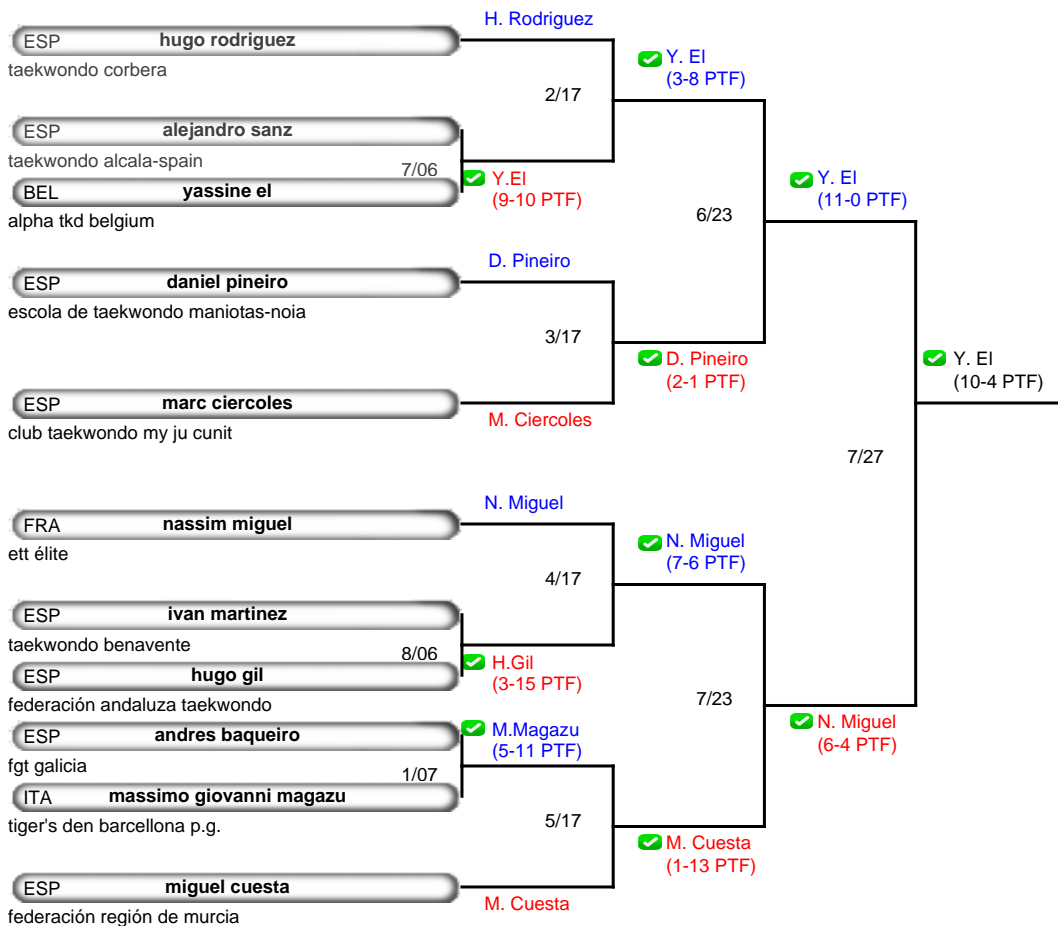 H. Rodriguez
ESP hugo rodriguez
taekwondo corbera
Y. El
(3-8 PTF)
2/17
ESP alejandro sanz
taekwondo alcala-spain
7/06
Y.El
(9-10 PTF)
BEL yassine el
alpha tkd belgium
Y. El
(11-0 PTF)
6/23
D. Pineiro
ESP daniel pineiro
escola de taekwondo maniotas-noia
3/17
D. Pineiro
(2-1 PTF)
Y. El
(10-4 PTF)
ESP marc ciercoles
club taekwondo my ju cunit
M. Ciercoles
7/27
N. Miguel
FRA nassim miguel
ett élite
N. Miguel
(7-6 PTF)
4/17
ESP ivan martinez
taekwondo benavente
8/06
H.Gil
(3-15 PTF)
ESP hugo gil
federación andaluza taekwondo
7/23
N. Miguel
(6-4 PTF)
ESP andres baqueiro
fgt galicia
M.Magazu
(5-11 PTF)
1/07
ITA massimo giovanni magazu
tiger's den barcellona p.g.
5/17
M. Cuesta
(1-13 PTF)
ESP miguel cuesta
federación región de murcia
M. Cuesta